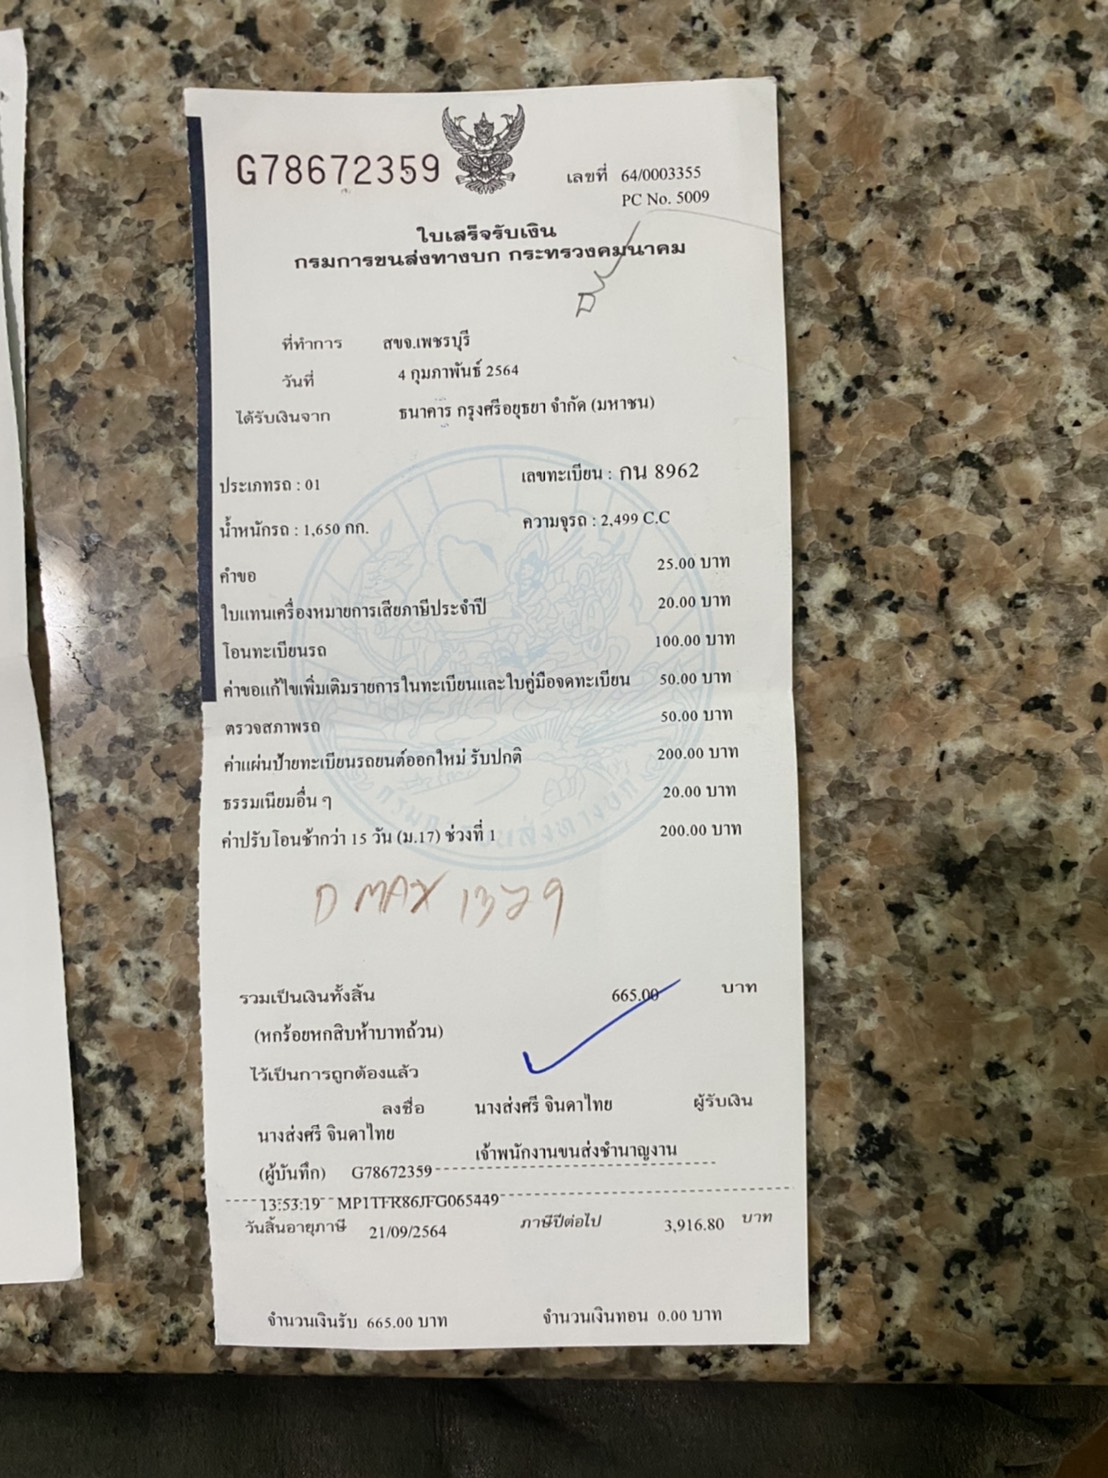 G78672359
เลขที่ 64/0003355
PC No. 5009
ใบเสร็จรับเงิน
กรมการขนส่งทางบก กระทรวงคมนาคม
ที่ทำการ สขจ.เพชรบุรี
วันที่ 4 กุมภาพันธ์ 2564
ได้รับเงินจาก ธนาคาร กรุงศรีอยุธยา จำกัด (มหาชน)
ประเภทรถ : 01 เลขทะเบียน : กน 8962
น้ำหนักรถ : 1,650 กก. ความจุรถ : 2,499 C.C
คำขอ 25.00 บาท
ใบแทนเครื่องหมายการเสียภาษีประจำปี 20.00 บาท
โอนทะเบียนรถ 100.00 บาท
ค่าขอแก้ไขเพิ่มเติมรายการในทะเบียนและใบคู่มือจดทะเบียน 50.00 บาท
ตรวจสภาพรถ 50.00 บาท
ค่าแผ่นป้ายทะเบียนรถยนต์ออกใหม่ รับปกติ 200.00 บาท
ธรรมเนียมอื่น ๆ 20.00 บาท
ค่าปรับโอนช้ากว่า 15 วัน (ม.17) ช่วงที่ 1 200.00 บาท
D MAX 1329
รวมเป็นเงินทั้งสิ้น 665.00 บาท
(หกร้อยหกสิบห้าบาทถ้วน)
ไว้เป็นการถูกต้องแล้ว
ลงชื่อ นางส่งศรี จินดาไทย ผู้รับเงิน
นางส่งศรี จินดาไทย
เจ้าพนักงานขนส่งชำนาญงาน
(ผู้บันทึก) G78672359
13:53:19 MP1TFR86JFG065449
วันสิ้นอายุภาษี 21/09/2564 ภาษีปีต่อไป 3,916.80 บาท
จำนวนเงินรับ 665.00 บาท จำนวนเงินทอน 0.00 บาท